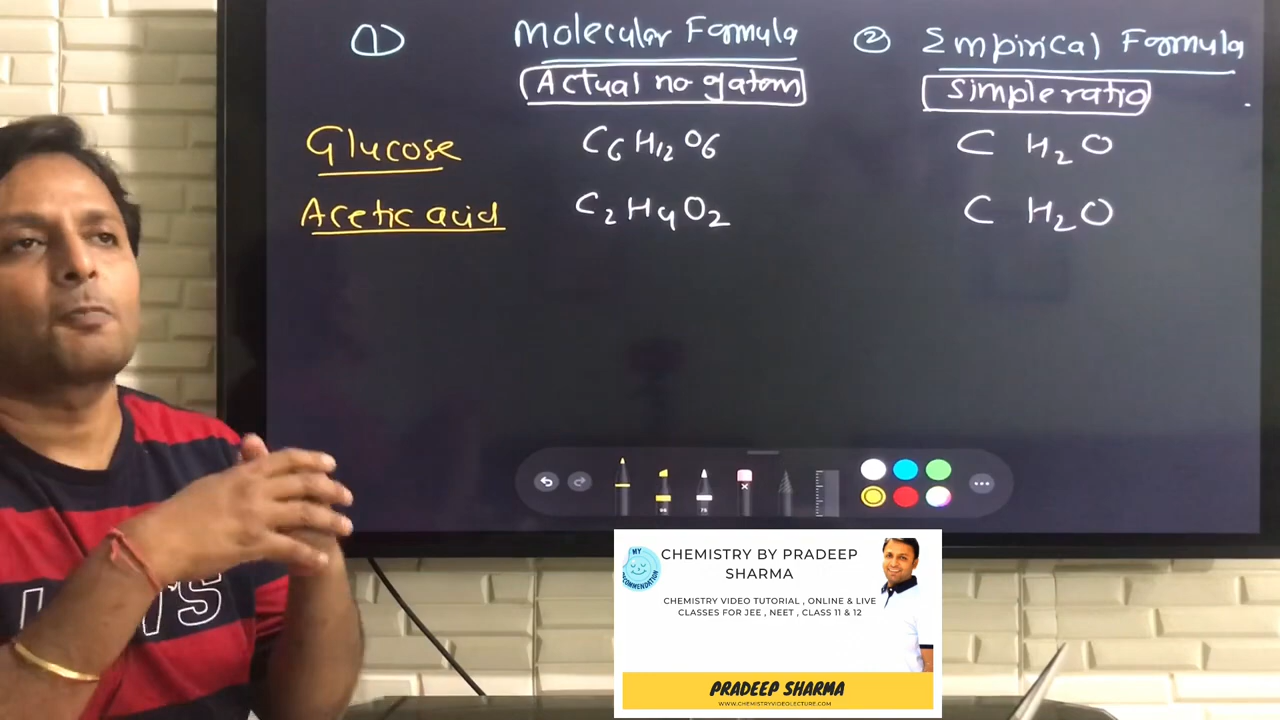 ① Molecular Formula ② Empirical Formula
Actual no of atom Simple ratio
Glucose C6H12O6 C H2O
Acetic acid C2H4O2 C H2O
CHEMISTRY BY PRADEEP
SHARMA
MY
RECOMMENDATION
CHEMISTRY VIDEO TUTORIAL , ONLINE & LIVE
CLASSES FOR JEE , NEET , CLASS 11 & 12
PRADEEP SHARMA
WWW.CHEMISTRYVIDEOLECTURE.COM